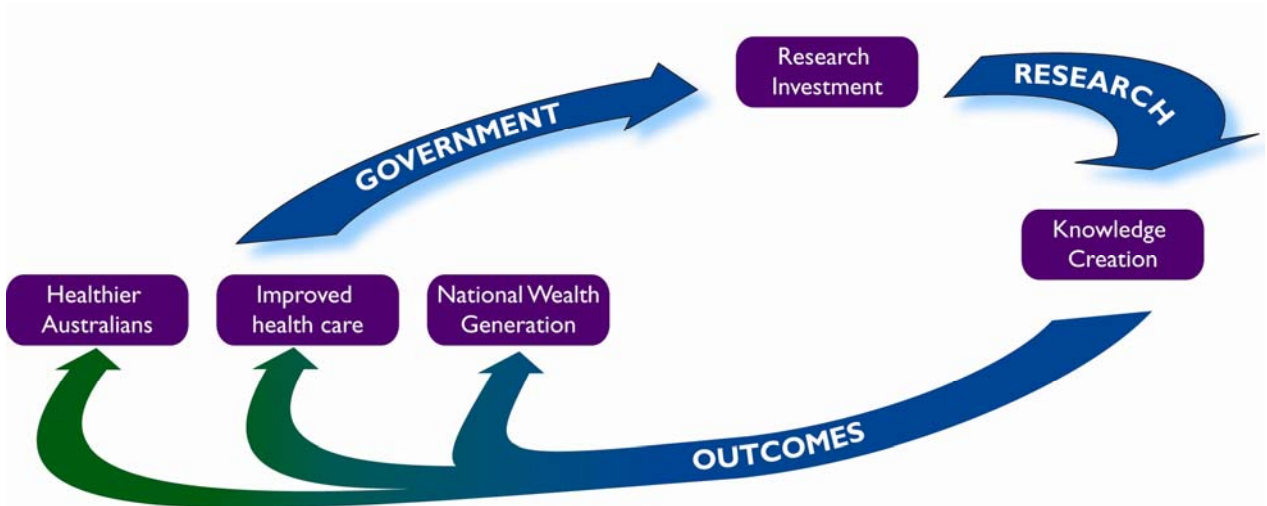 Research
Investment
RESEARCH
GOVERNMENT
Knowledge
Creation
Healthier
Australians
Improved
health care
National Wealth
Generation
OUTCOMES